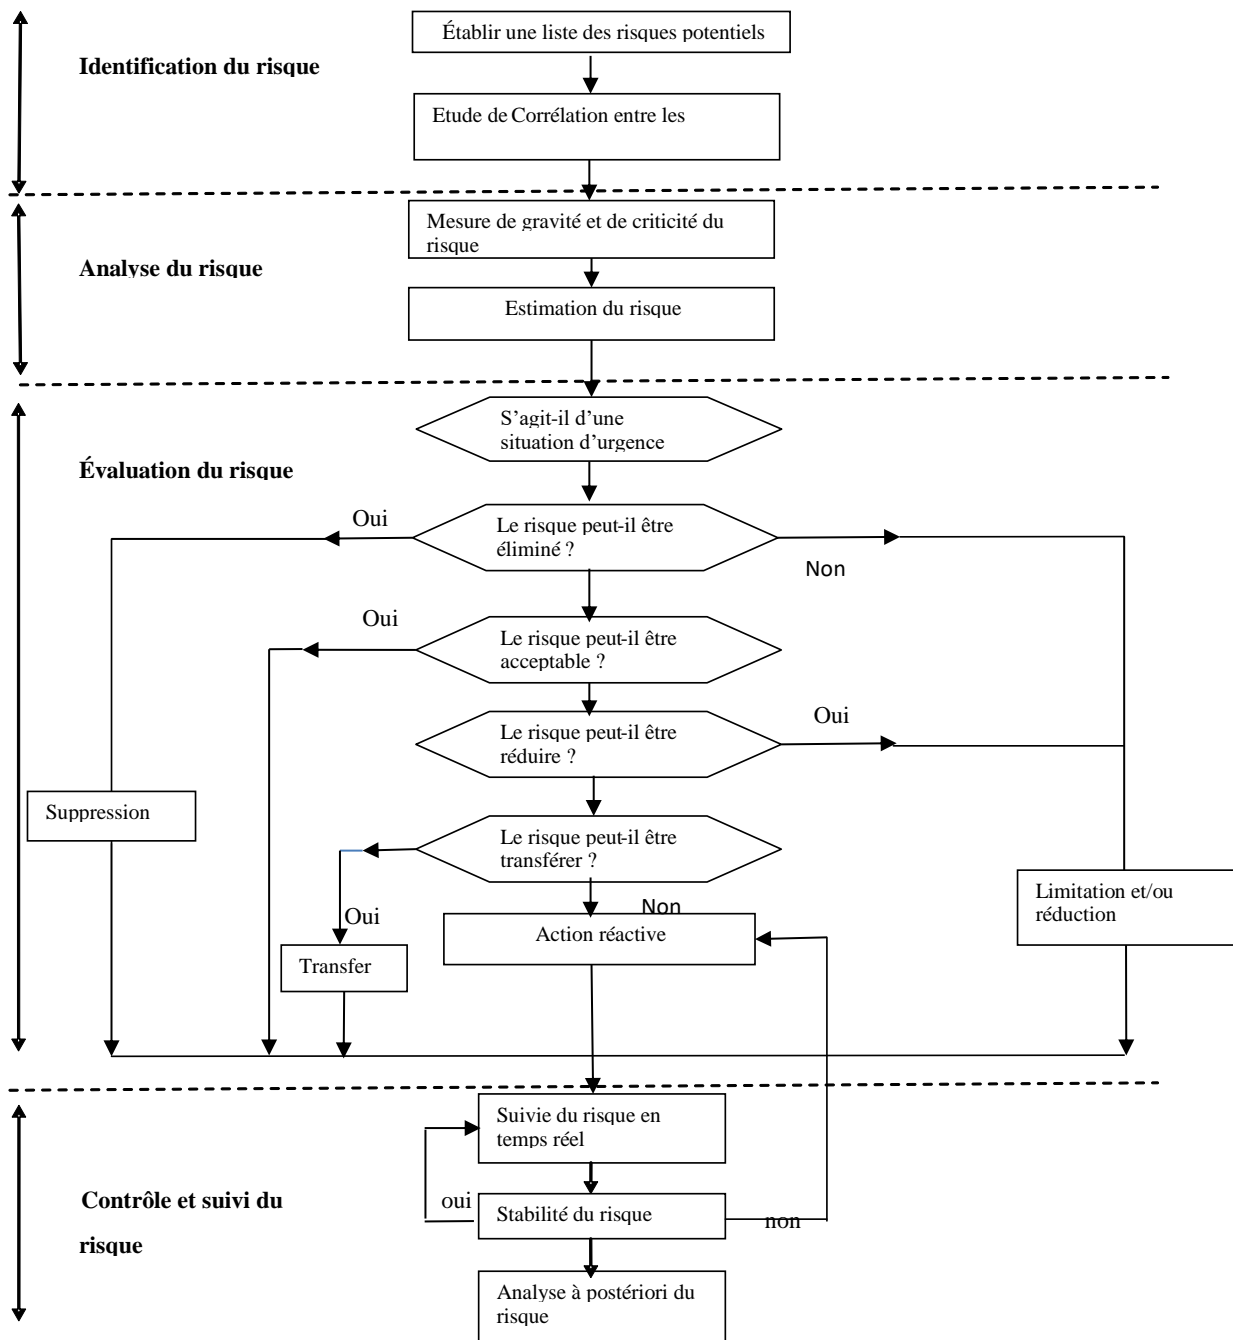 Établir une liste des risques potentiels
Identification du risque
Etude de Corrélation entre les
Mesure de gravité et de criticité du
risque
Analyse du risque
Estimation du risque
S’agit-il d’une
situation d’urgence
Évaluation du risque
Oui
Le risque peut-il être
éliminé ?
Non
Oui
Le risque peut-il être
acceptable ?
Le risque peut-il être
réduire ?
Oui
Suppression
Le risque peut-il être
transférer ?
Limitation et/ou
réduction
Non
Oui
Action réactive
Transfer
Suivie du risque en
temps réel
Contrôle et suivi du
risque
oui
Stabilité du risque
non
Analyse à postériori du
risque